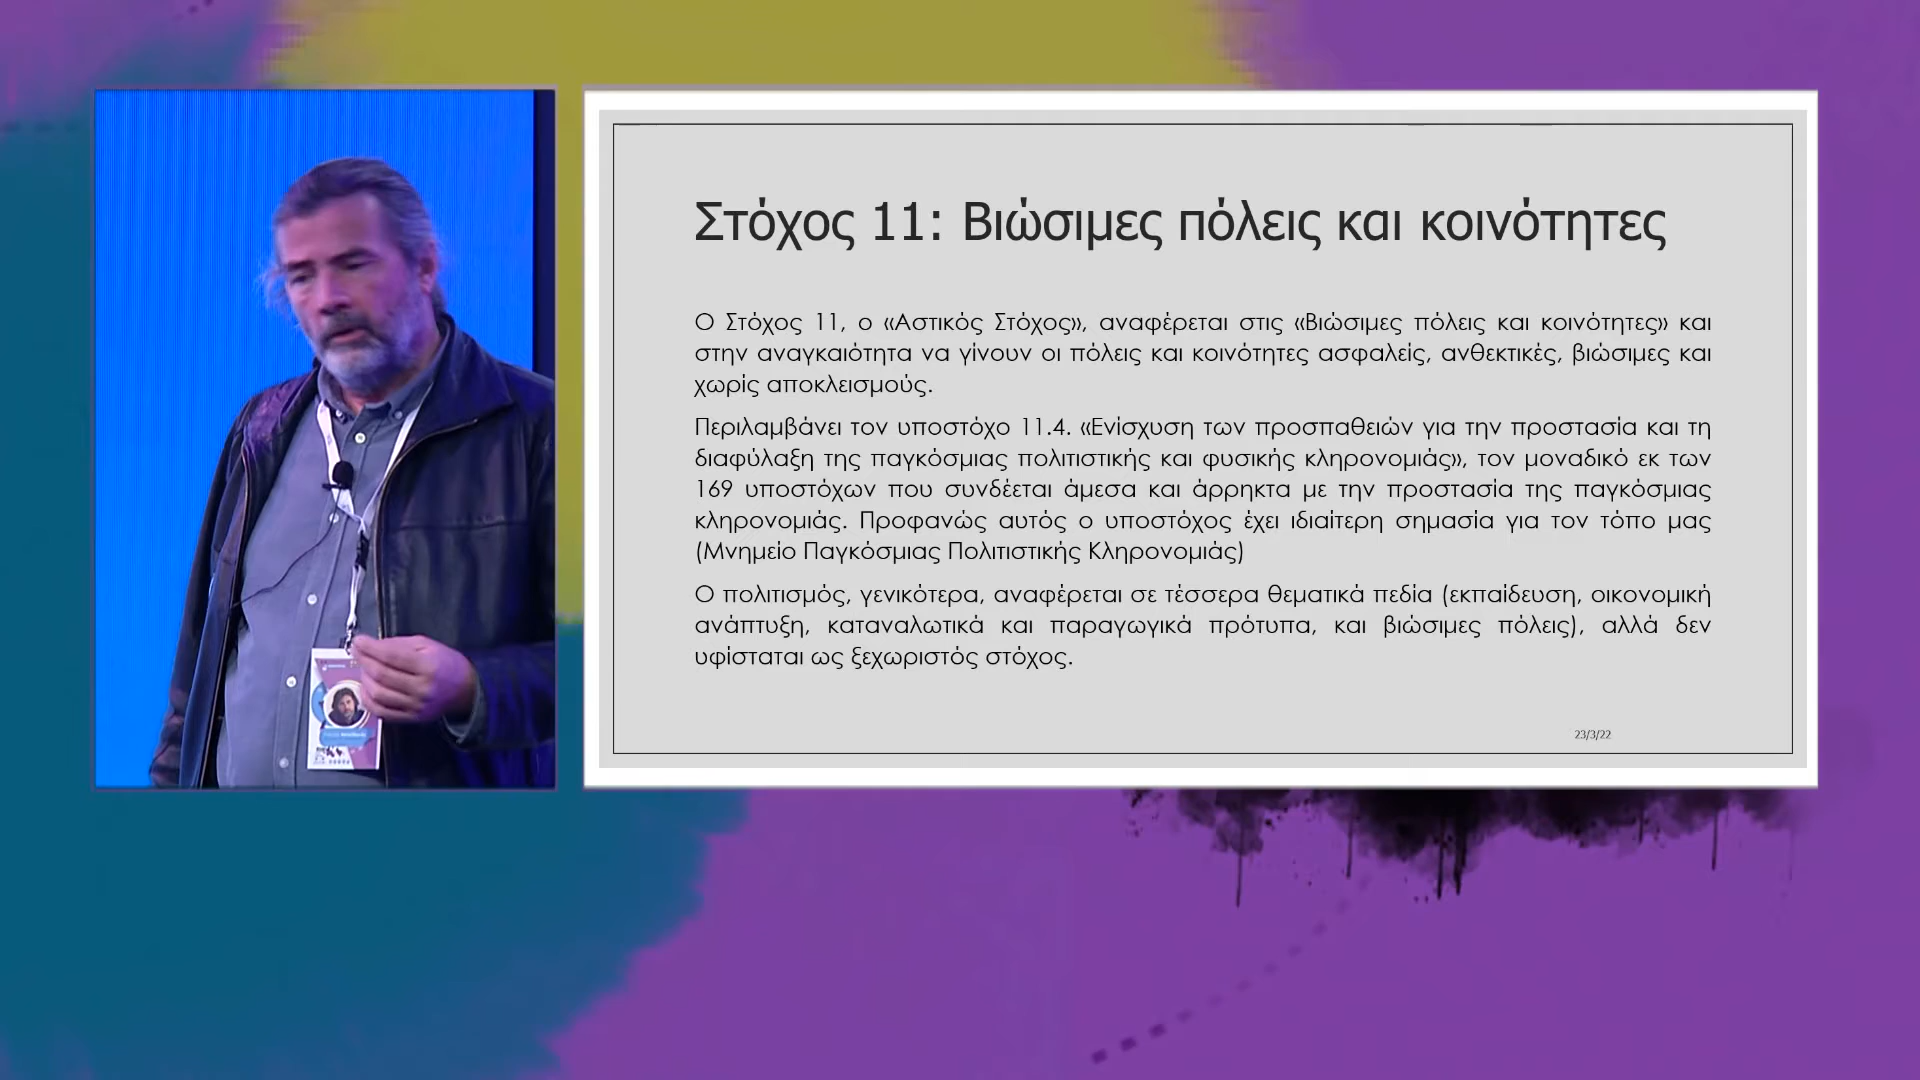 Στόχος 11: Βιώσιμες πόλεις και κοινότητες
Ο Στόχος 11, ο «Αστικός Στόχος», αναφέρεται στις «Βιώσιμες πόλεις και κοινότητες» και
στην αναγκαιότητα να γίνουν οι πόλεις και κοινότητες ασφαλείς, ανθεκτικές, βιώσιμες και
χωρίς αποκλεισμούς.
Περιλαμβάνει τον υποστόχο 11.4. «Ενίσχυση των προσπαθειών για την προστασία και τη
διαφύλαξη της παγκόσμιας πολιτιστικής και φυσικής κληρονομιάς», τον μοναδικό εκ των
169 υποστόχων που συνδέεται άμεσα και άρρηκτα με την προστασία της παγκόσμιας
κληρονομιάς. Προφανώς αυτός ο υποστόχος έχει ιδιαίτερη σημασία για τον τόπο μας
(Μνημείο Παγκόσμιας Πολιτιστικής Κληρονομιάς)
Ο πολιτισμός, γενικότερα, αναφέρεται σε τέσσερα θεματικά πεδία (εκπαίδευση, οικονομική
ανάπτυξη, καταναλωτικά και παραγωγικά πρότυπα, και βιώσιμες πόλεις), αλλά δεν
υφίσταται ως ξεχωριστός στόχος.
23/3/22